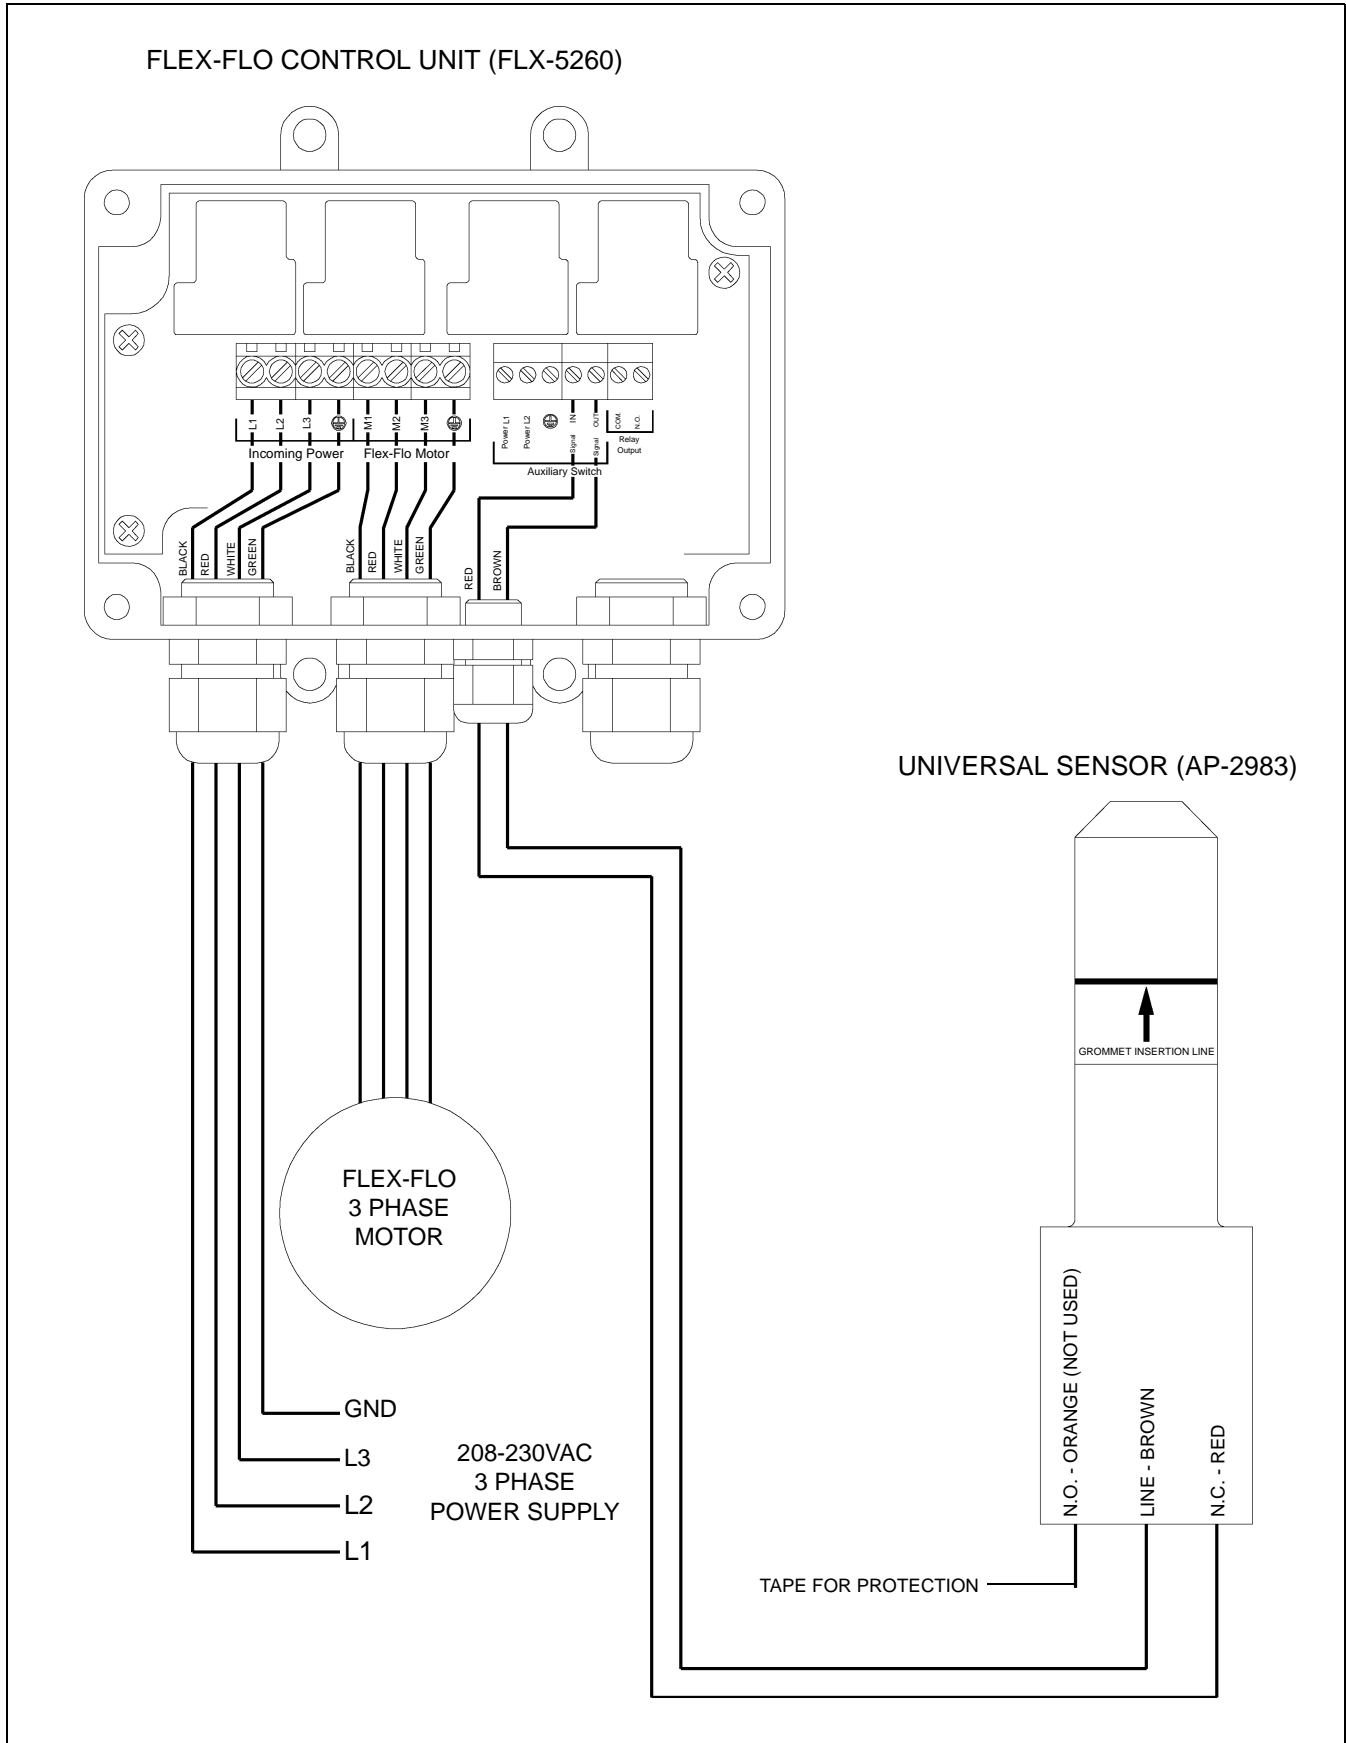 FLEX-FLO CONTROL UNIT (FLX-5260)
L1
L2
L3
M1
M2
M3
Incoming Power
Flex-Flo Motor
Power L1
Power L2
Signal IN
Signal OUT
COM.
N.O.
Relay
Output
Auxiliary Switch
BLACK
RED
WHITE
GREEN
BLACK
RED
WHITE
GREEN
RED
BROWN
UNIVERSAL SENSOR (AP-2983)
GROMMET INSERTION LINE
FLEX-FLO
3 PHASE
MOTOR
N.O. - ORANGE (NOT USED)
LINE - BROWN
N.C. - RED
GND
L3
L2
L1
208-230VAC
3 PHASE
POWER SUPPLY
TAPE FOR PROTECTION